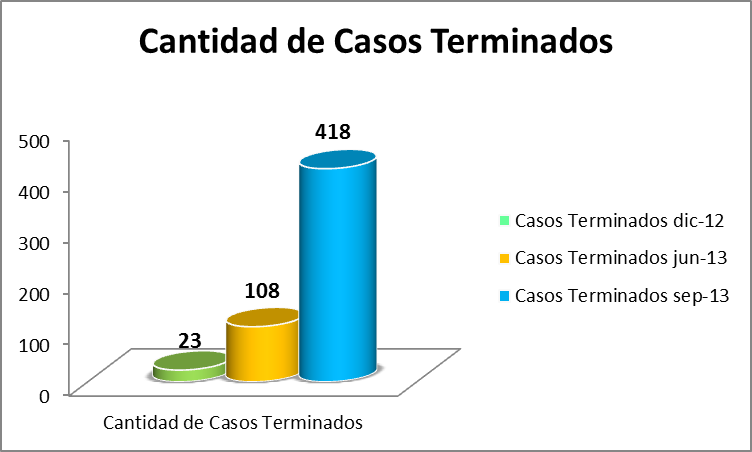 Cantidad de Casos Terminados
418
500
400
Casos Terminados dic-12
300
108
Casos Terminados jun-13
200
23
Casos Terminados sep-13
100
0
Cantidad de Casos Terminados